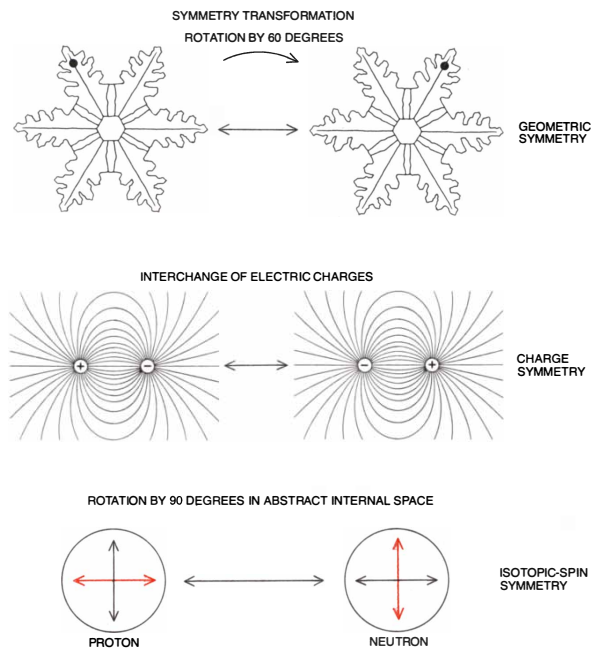 SYMMETRY TRANSFORMATION
ROTATION BY 60 DEGREES
GEOMETRIC
SYMMETRY
INTERCHANGE OF ELECTRIC CHARGES
+ −
− +
CHARGE
SYMMETRY
ROTATION BY 90 DEGREES IN ABSTRACT INTERNAL SPACE
ISOTOPIC-SPIN
SYMMETRY
PROTON
NEUTRON